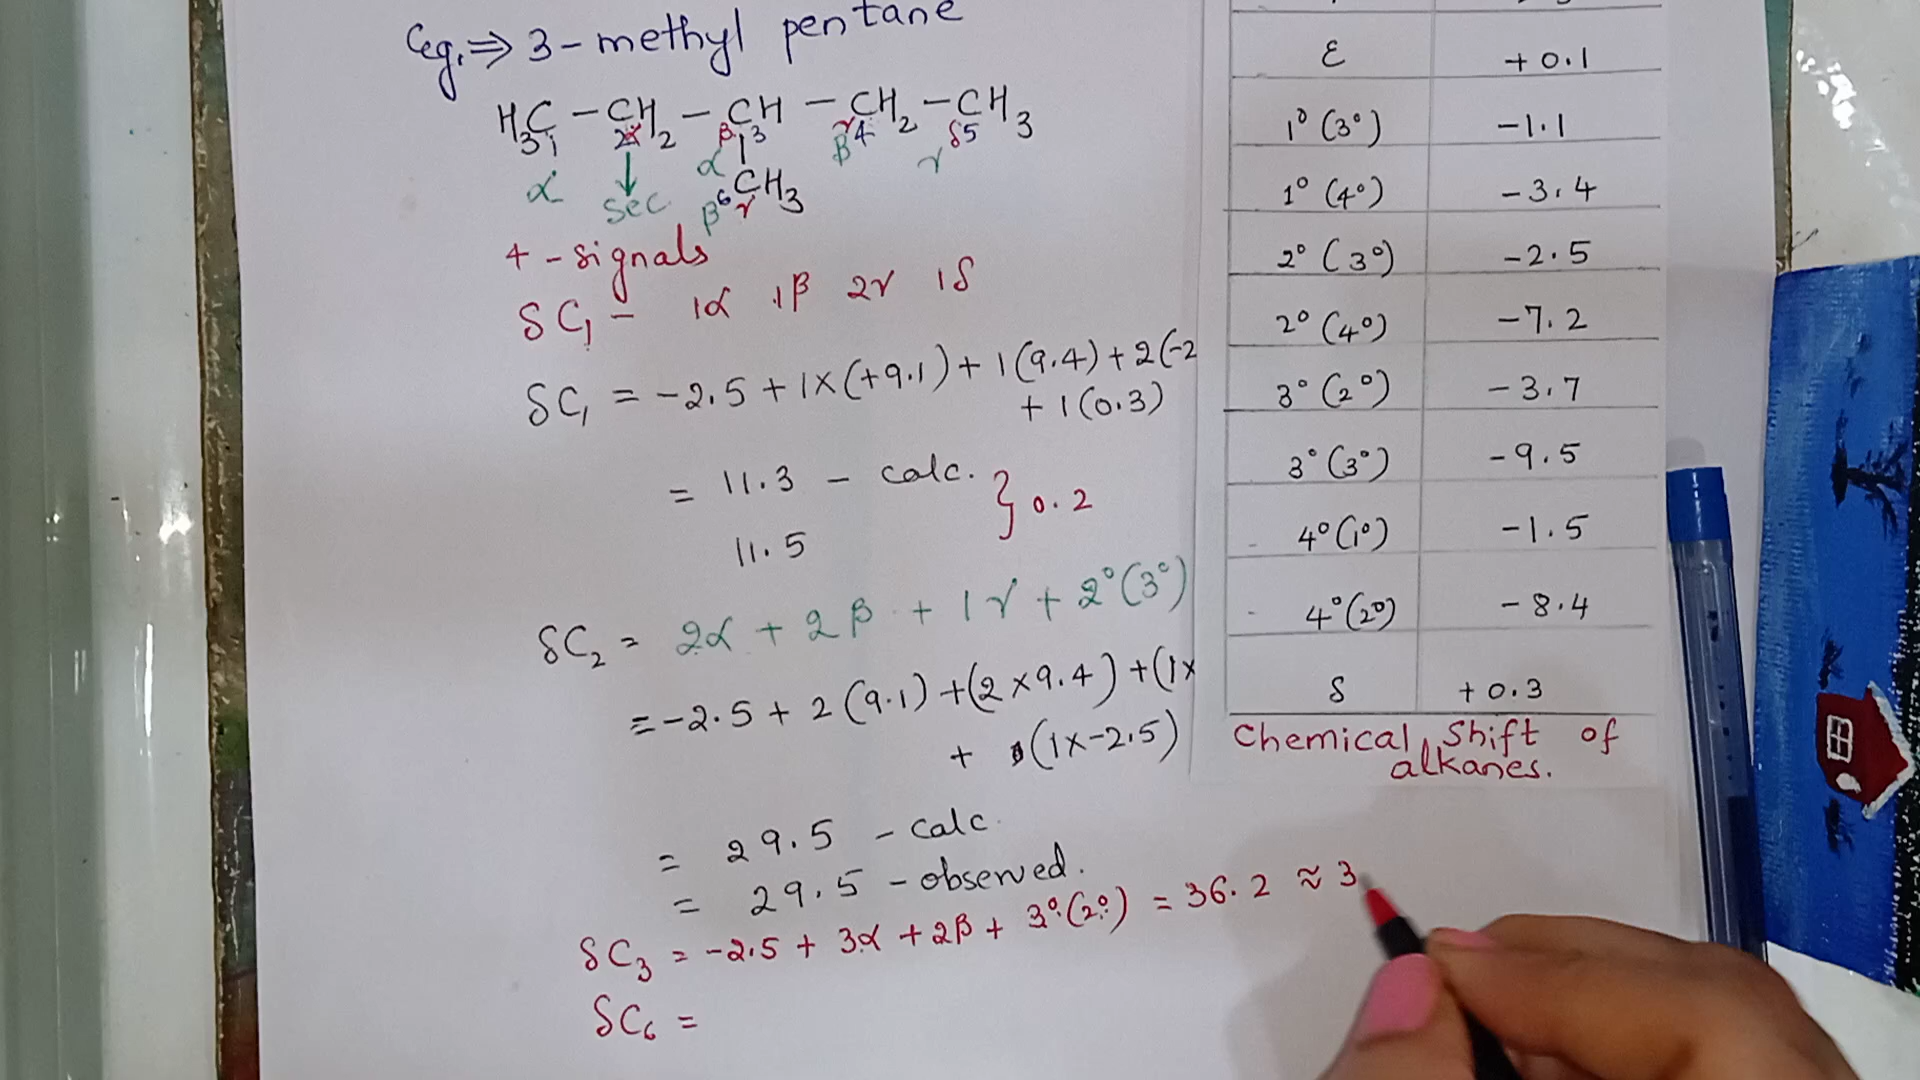 eg. ⇒ 3-methyl pentane
H3C - CH2 - CH - CH2 - CH3
1 2α β 3 γ4 δ5
α α β γ
sec. β6 γ CH3
4 - signals
δC1 - 1α 1β 2γ 1δ
δC1 = -2.5 + 1×(+9.1) + 1(9.4) + 2(-2
+ 1(0.3)
= 11.3 - calc.
11.5
} 0.2
δC2 = 2α + 2β + 1γ + 2°(3°)
= -2.5 + 2(9.1) + (2×9.4) + (1×
+ (1×-2.5)
= 29.5 - calc.
= 29.5 - observed.
δC3 = -2.5 + 3α + 2β + 3°(2°) = 36.2 ≈ 3
δC6 =
ε +0.1
1°(3°) -1.1
1°(4°) -3.4
2°(3°) -2.5
2°(4°) -7.2
3°(2°) -3.7
3°(3°) -9.5
4°(1°) -1.5
4°(2°) -8.4
δ +0.3
Chemical Shift of
alkanes.